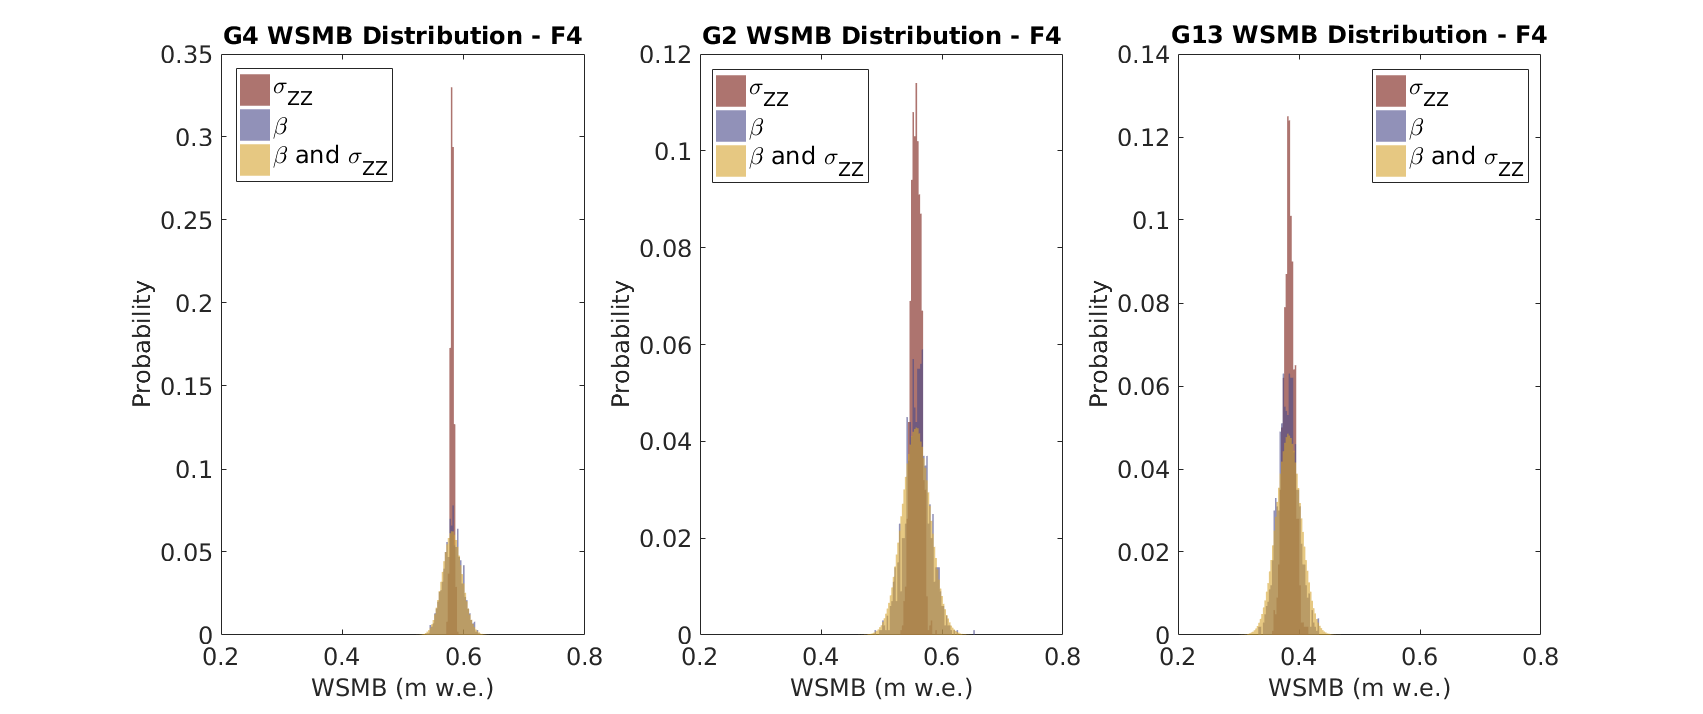 G4 WSMB Distribution - F4
0.35
0.3
0.25
0.2
0.15
0.1
0.05
0
0.2
0.4
0.6
0.8
Probability
WSMB (m w.e.)
σZZ
β
β and σZZ
G2 WSMB Distribution - F4
0.12
0.1
0.08
0.06
0.04
0.02
0
0.2
0.4
0.6
0.8
Probability
WSMB (m w.e.)
σZZ
β
β and σZZ
G13 WSMB Distribution - F4
0.14
0.12
0.1
0.08
0.06
0.04
0.02
0
0.2
0.4
0.6
0.8
Probability
WSMB (m w.e.)
σZZ
β
β and σZZ